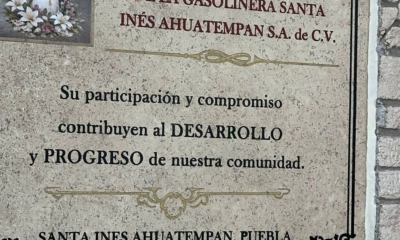 GASOLINERA SANTA
INÉS AHUATEMPAN S.A. de C.V.
Su participación y compromiso
contribuyen al DESARROLLO
y PROGRESO de nuestra comunidad.
SANTA INES AHUATEMPAN, PUEBLA